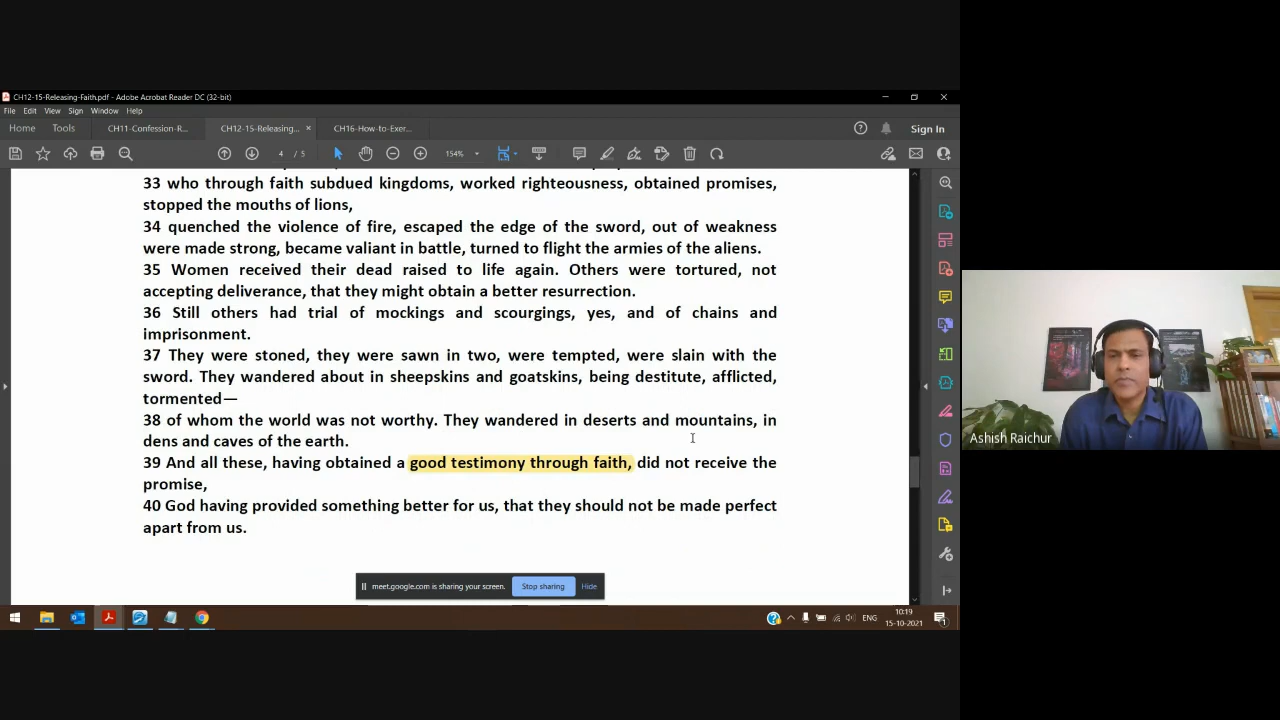 CH12-15-Releasing-Faith.pdf - Adobe Acrobat Reader DC (32-bit)
File Edit View Sign Window Help
Home Tools CH11-Confession-R... CH12-15-Releasing... × CH16-How-to-Exer... Sign In
4 / 5 154%
33 who through faith subdued kingdoms, worked righteousness, obtained promises,
stopped the mouths of lions,
34 quenched the violence of fire, escaped the edge of the sword, out of weakness
were made strong, became valiant in battle, turned to flight the armies of the aliens.
35 Women received their dead raised to life again. Others were tortured, not
accepting deliverance, that they might obtain a better resurrection.
36 Still others had trial of mockings and scourgings, yes, and of chains and
imprisonment.
37 They were stoned, they were sawn in two, were tempted, were slain with the
sword. They wandered about in sheepskins and goatskins, being destitute, afflicted,
tormented—
38 of whom the world was not worthy. They wandered in deserts and mountains, in
dens and caves of the earth.
39 And all these, having obtained a good testimony through faith, did not receive the
promise,
40 God having provided something better for us, that they should not be made perfect
apart from us.
meet.google.com is sharing your screen. Stop sharing Hide
ENG
10:19
15-10-2021
Ashish Raichur